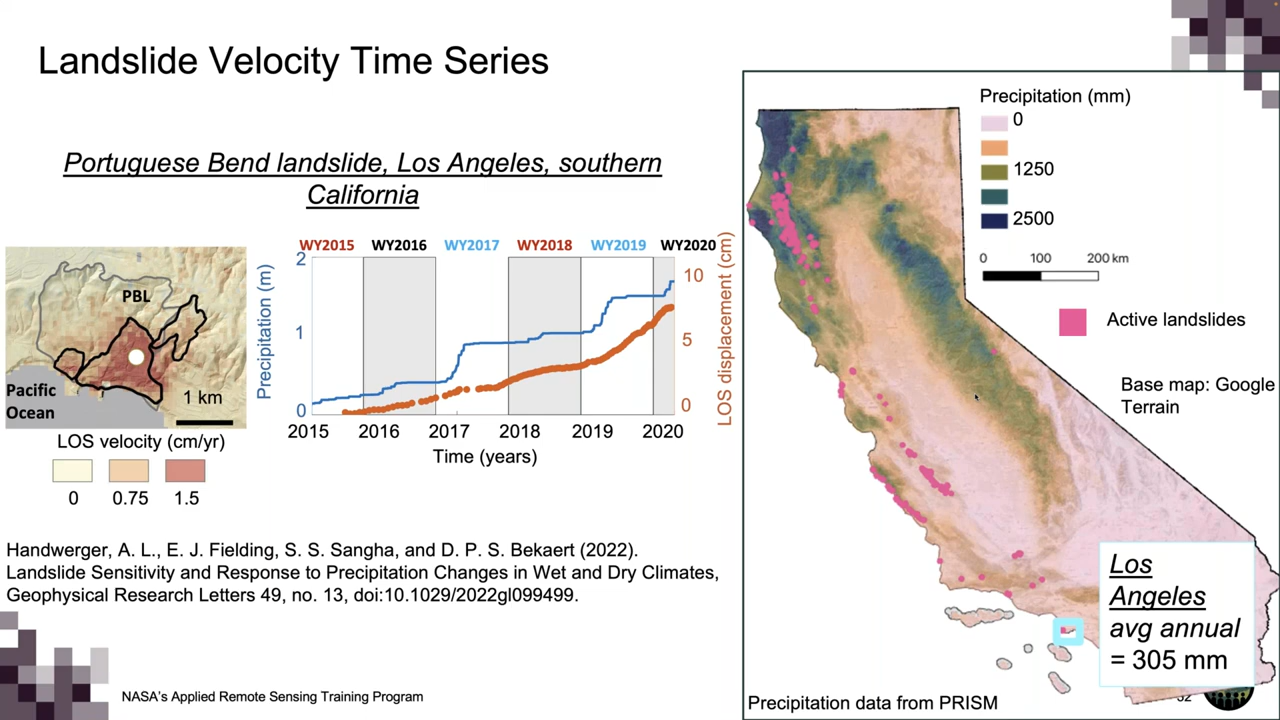 Landslide Velocity Time Series
Portuguese Bend landslide, Los Angeles, southern
California
PBL
Pacific
Ocean
1 km
LOS velocity (cm/yr)
0
0.75
1.5
WY2015
WY2016
WY2017
WY2018
WY2019
WY2020
Precipitation (m)
2
1
0
LOS displacement (cm)
10
5
0
2015
2016
2017
2018
2019
2020
Time (years)
Handwerger, A. L., E. J. Fielding, S. S. Sangha, and D. P. S. Bekaert (2022).
Landslide Sensitivity and Response to Precipitation Changes in Wet and Dry Climates,
Geophysical Research Letters 49, no. 13, doi:10.1029/2022gl099499.
NASA's Applied Remote Sensing Training Program
Precipitation (mm)
0
1250
2500
0
100
200 km
Active landslides
Base map: Google
Terrain
Los
Angeles
avg annual
= 305 mm
Precipitation data from PRISM